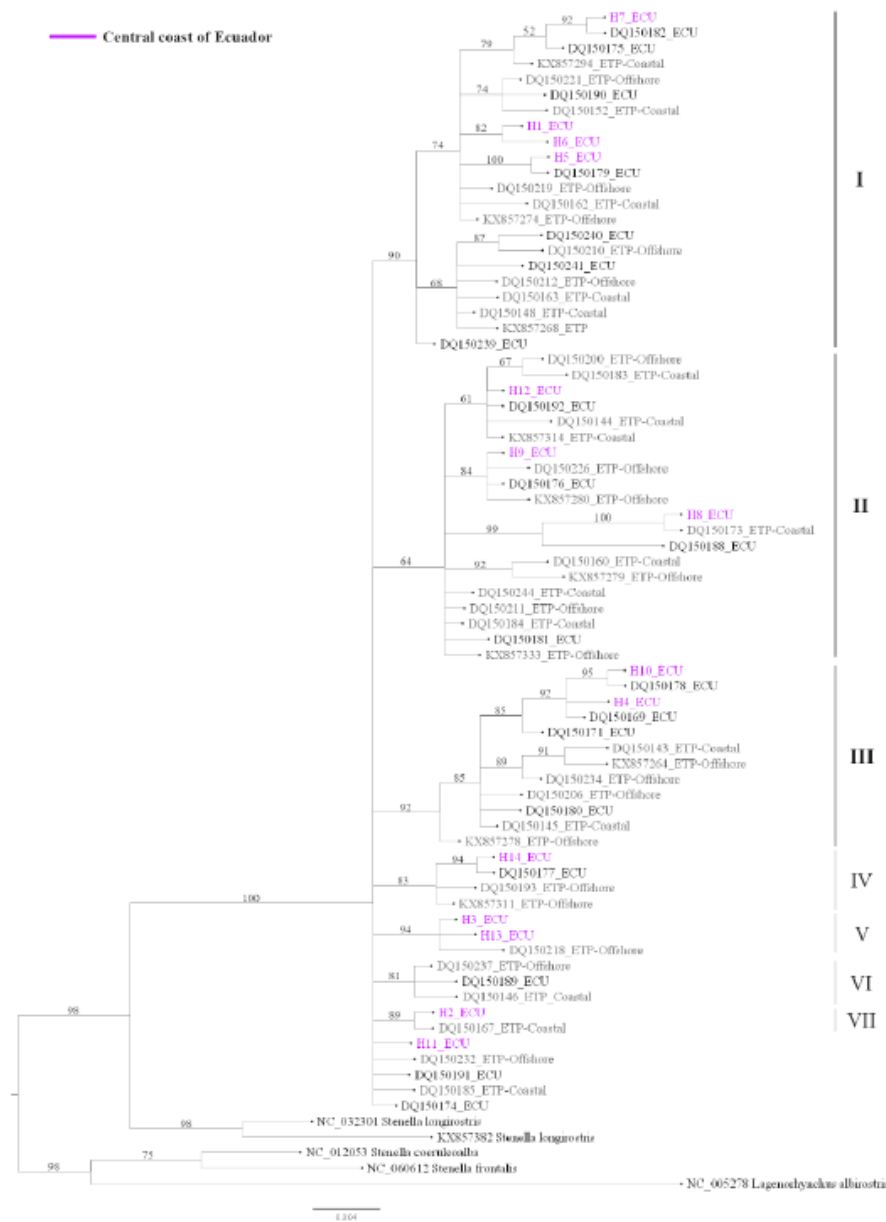 Central coast of Ecuador
92
H7_ECU
52
DQ150182_ECU
79
DQ150175_ECU
KX857294_ETP-Coastal
DQ150221_ETP-Offshore
74
DQ150190_ECU
DQ150152_ETP-Coastal
82
H1_ECU
74
H6_ECU
100
H5_ECU
DQ150179_ECU
I
DQ150219_ETP-Offshore
DQ150162_ETP-Coastal
KX857274_ETP-Offshore
87
DQ150240_ECU
90
DQ150210_ETP-Offshore
DQ150241_ECU
68
DQ150212_ETP-Offshore
DQ150163_ETP-Coastal
DQ150148_ETP-Coastal
KX857268_ETP
DQ150239_ECU
67
DQ150200_ETP-Offshore
DQ150183_ETP-Coastal
61
H12_ECU
DQ150192_ECU
DQ150144_ETP-Coastal
KX857314_ETP-Coastal
H9_ECU
84
DQ150226_ETP-Offshore
DQ150176_ECU
KX857280_ETP-Offshore
II
100
H8_ECU
99
DQ150173_ETP-Coastal
DQ150188_ECU
64
92
DQ150160_ETP-Coastal
KX857279_ETP-Offshore
DQ150244_ETP-Coastal
DQ150211_ETP-Offshore
DQ150184_ETP-Coastal
DQ150181_ECU
KX857333_ETP-Offshore
95
H10_ECU
DQ150178_ECU
92
H4_ECU
85
DQ150169_ECU
DQ150171_ECU
91
DQ150143_ETP-Coastal
89
KX857264_ETP-Offshore
III
85
DQ150234_ETP-Offshore
DQ150206_ETP-Offshore
92
DQ150180_ECU
DQ150145_ETP-Coastal
KX857278_ETP-Offshore
94
H14_ECU
DQ150177_ECU
83
DQ150193_ETP-Offshore
IV
KX857311_ETP-Offshore
100
H3_ECU
94
H13_ECU
V
DQ150218_ETP-Offshore
DQ150237_ETP-Offshore
81
DQ150189_ECU
VI
DQ150146_ETP_Coastal
98
89
H2_ECU
VII
DQ150167_ETP-Coastal
H11_ECU
DQ150232_ETP-Offshore
DQ150191_ECU
DQ150185_ETP-Coastal
DQ150174_ECU
98
NC_032301 Stenella longirostris
KX857382 Stenella longirostris
75
NC_012053 Stenella coeruleoalba
98
NC_060612 Stenella frontalis
NC_005278 Lagenorhynchus albirostri